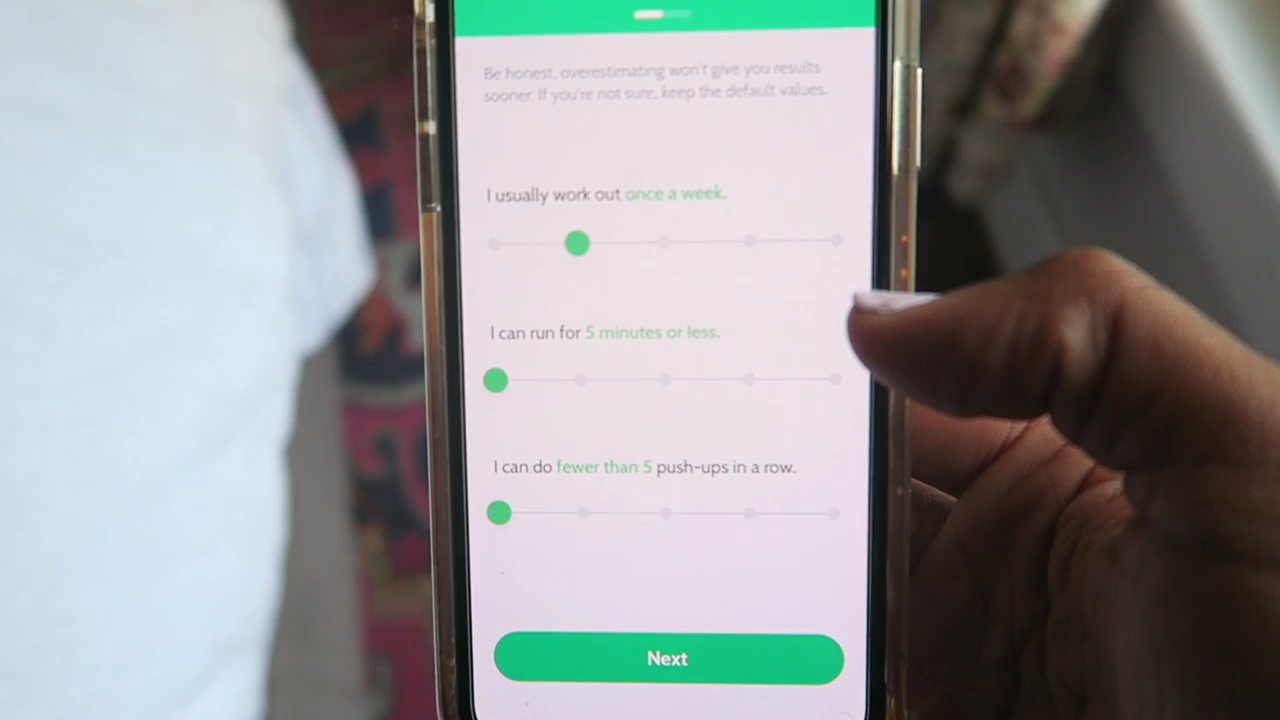 Be honest, overestimating won't give you results
sooner. If you're not sure, keep the default values.
I usually work out once a week.
I can run for 5 minutes or less.
I can do fewer than 5 push-ups in a row.
Next